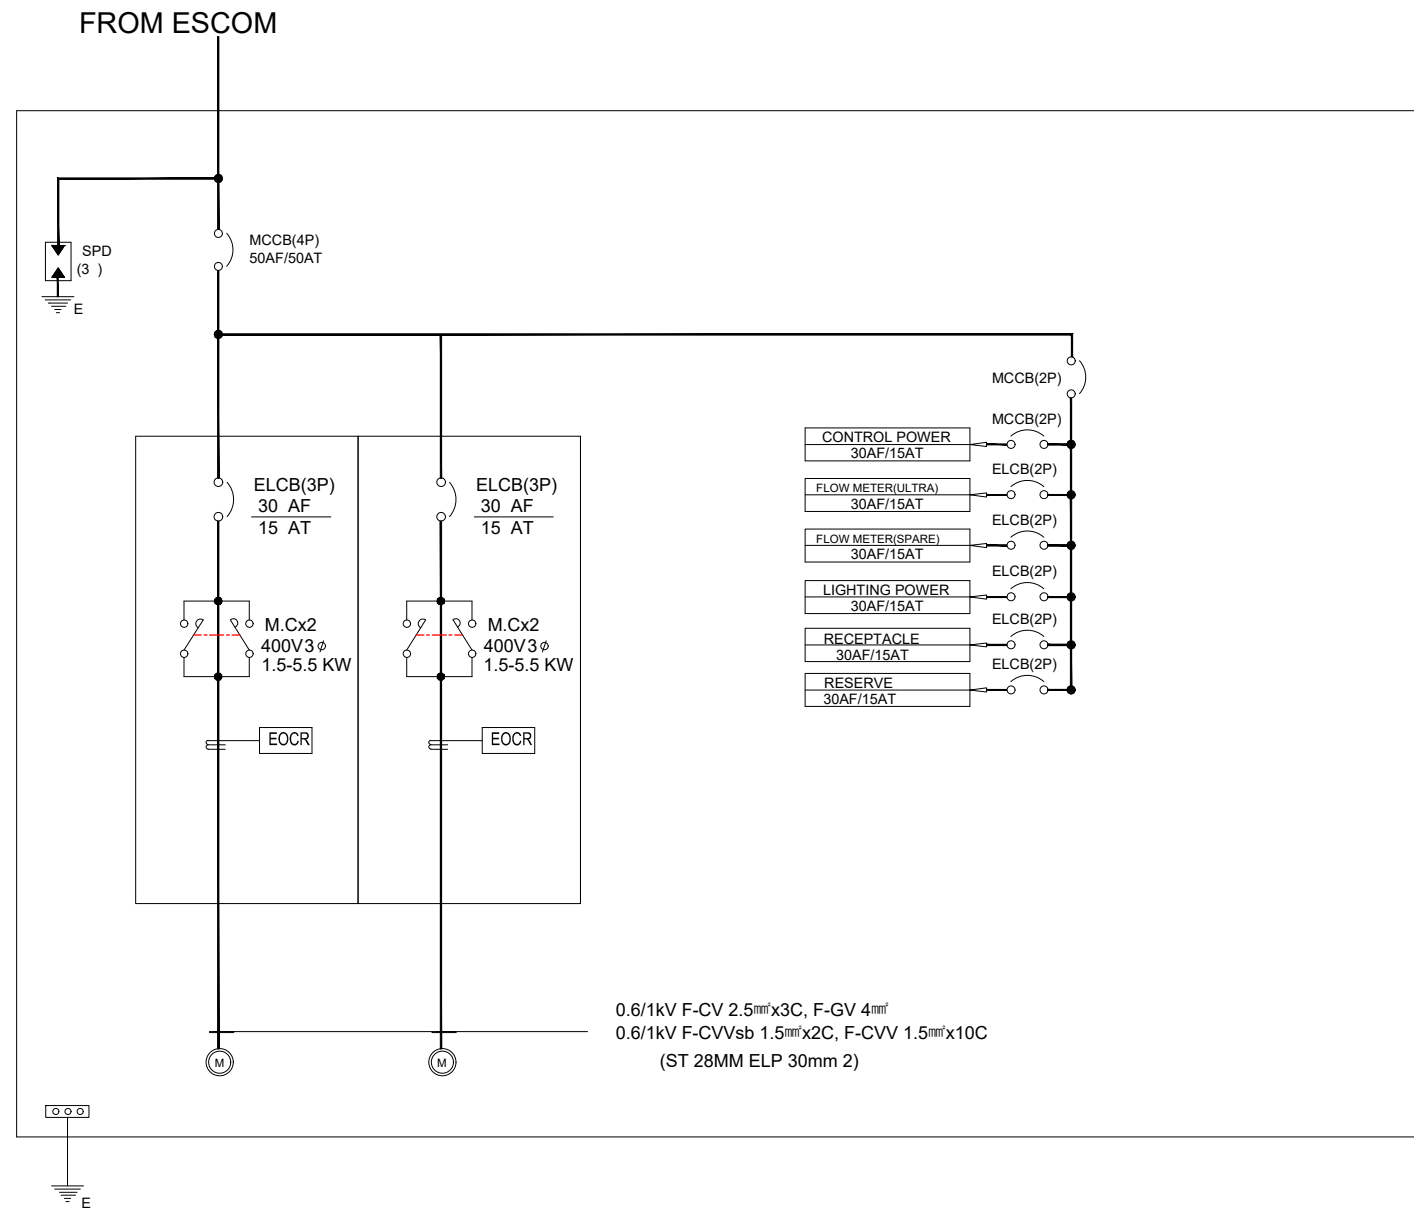 FROM ESCOM
MCCB(4P)
50AF/50AT
SPD
(3 )
E
MCCB(2P)
MCCB(2P)
CONTROL POWER
30AF/15AT
ELCB(2P)
FLOW METER(ULTRA)
30AF/15AT
ELCB(2P)
FLOW METER(SPARE)
30AF/15AT
ELCB(2P)
LIGHTING POWER
30AF/15AT
ELCB(2P)
RECEPTACLE
30AF/15AT
ELCB(2P)
RESERVE
30AF/15AT
ELCB(3P)
30 AF
15 AT
ELCB(3P)
30 AF
15 AT
M.Cx2
400V3φ
1.5-5.5 KW
M.Cx2
400V3φ
1.5-5.5 KW
EOCR
EOCR
0.6/1kV F-CV 2.5㎟x3C, F-GV 4㎟
0.6/1kV F-CVVsb 1.5㎟x2C, F-CVV 1.5㎟x10C
(ST 28MM ELP 30mm 2)
M
M
E